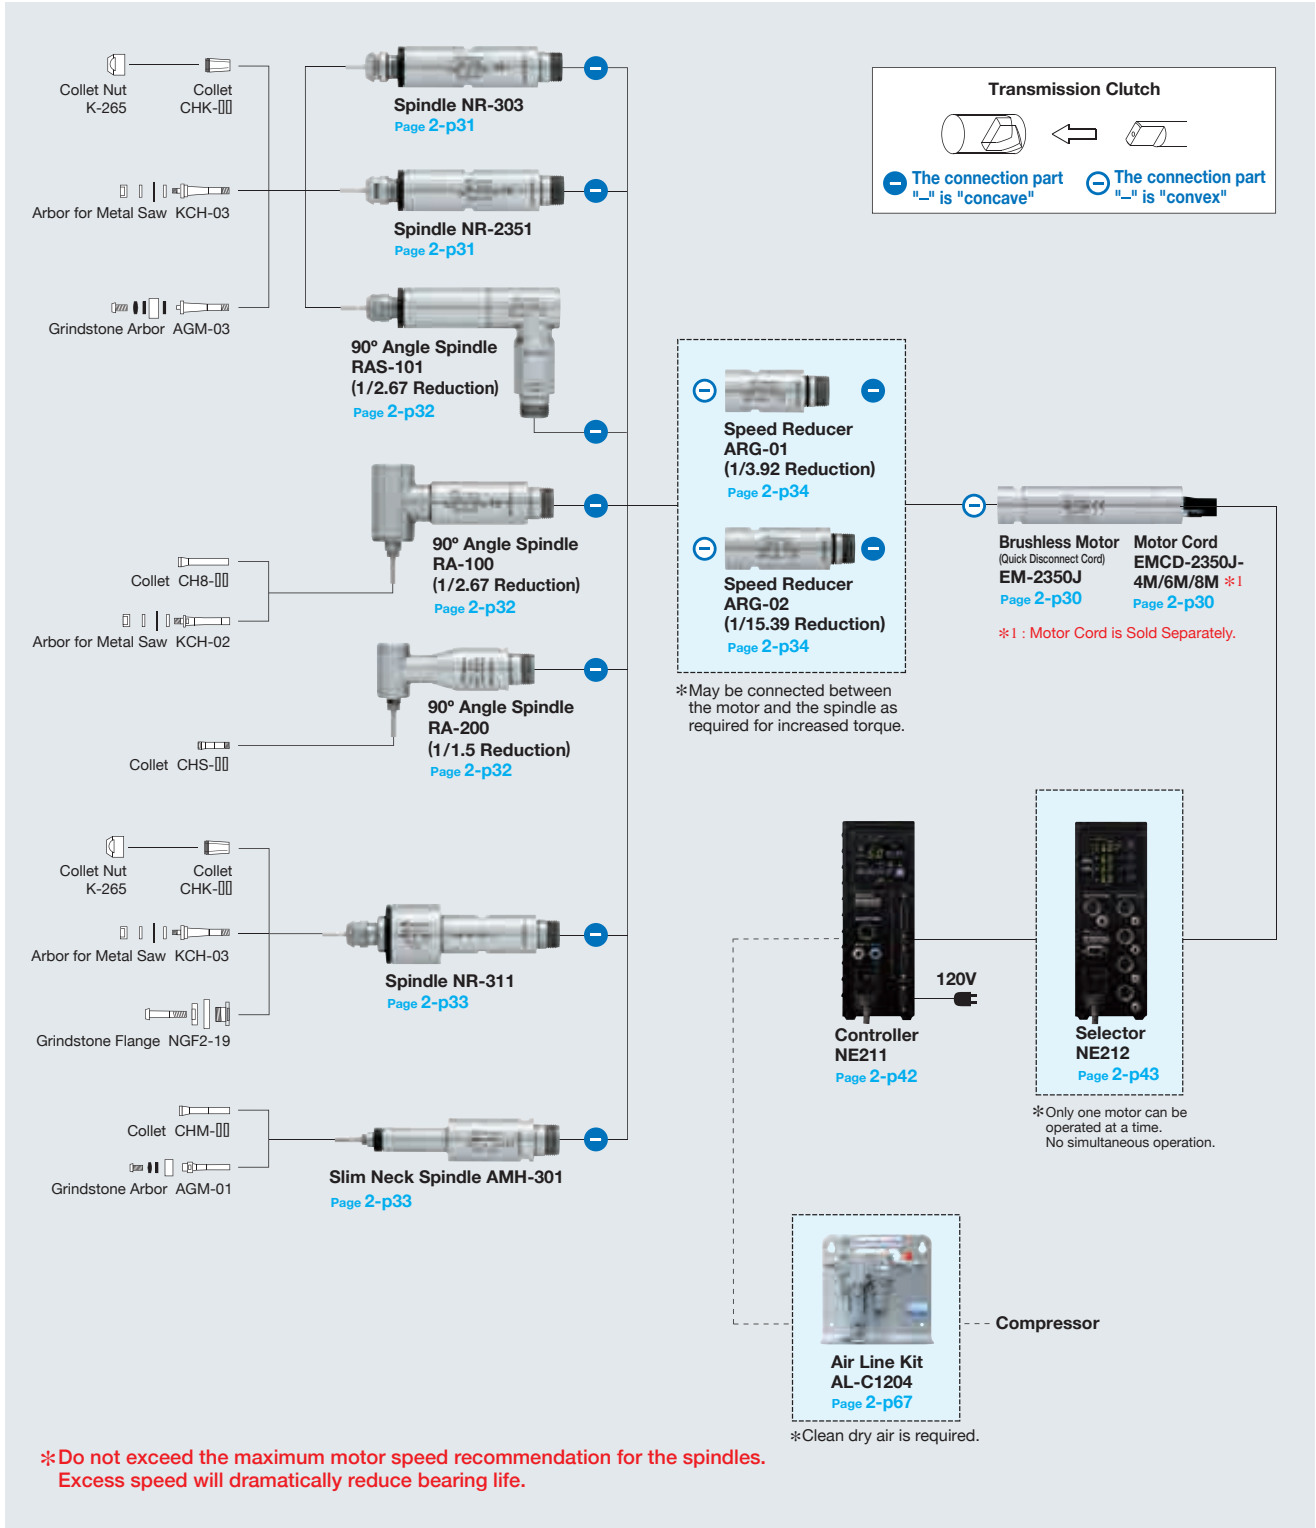 Collet Nut
K-265
Collet
CHK-▯▯
Arbor for Metal Saw KCH-03
Grindstone Arbor AGM-03
Spindle NR-303
Page 2-p31
Spindle NR-2351
Page 2-p31
90º Angle Spindle
RAS-101
(1/2.67 Reduction)
Page 2-p32
Transmission Clutch
The connection part
"–" is "concave"
The connection part
"–" is "convex"
Collet CH8-▯▯
Arbor for Metal Saw KCH-02
90º Angle Spindle
RA-100
(1/2.67 Reduction)
Page 2-p32
Collet CHS-▯▯
90º Angle Spindle
RA-200
(1/1.5 Reduction)
Page 2-p32
Speed Reducer
ARG-01
(1/3.92 Reduction)
Page 2-p34
Speed Reducer
ARG-02
(1/15.39 Reduction)
Page 2-p34
*May be connected between
the motor and the spindle as
required for increased torque.
Brushless Motor
(Quick Disconnect Cord)
EM-2350J
Page 2-p30
Motor Cord
EMCD-2350J-
4M/6M/8M *1
Page 2-p30
*1 : Motor Cord is Sold Separately.
Collet Nut
K-265
Collet
CHK-▯▯
Arbor for Metal Saw KCH-03
Grindstone Flange NGF2-19
Spindle NR-311
Page 2-p33
Collet CHM-▯▯
Grindstone Arbor AGM-01
Slim Neck Spindle AMH-301
Page 2-p33
120V
Controller
NE211
Page 2-p42
Selector
NE212
Page 2-p43
*Only one motor can be
operated at a time.
No simultaneous operation.
Compressor
Air Line Kit
AL-C1204
Page 2-p67
*Clean dry air is required.
*Do not exceed the maximum motor speed recommendation for the spindles.
Excess speed will dramatically reduce bearing life.